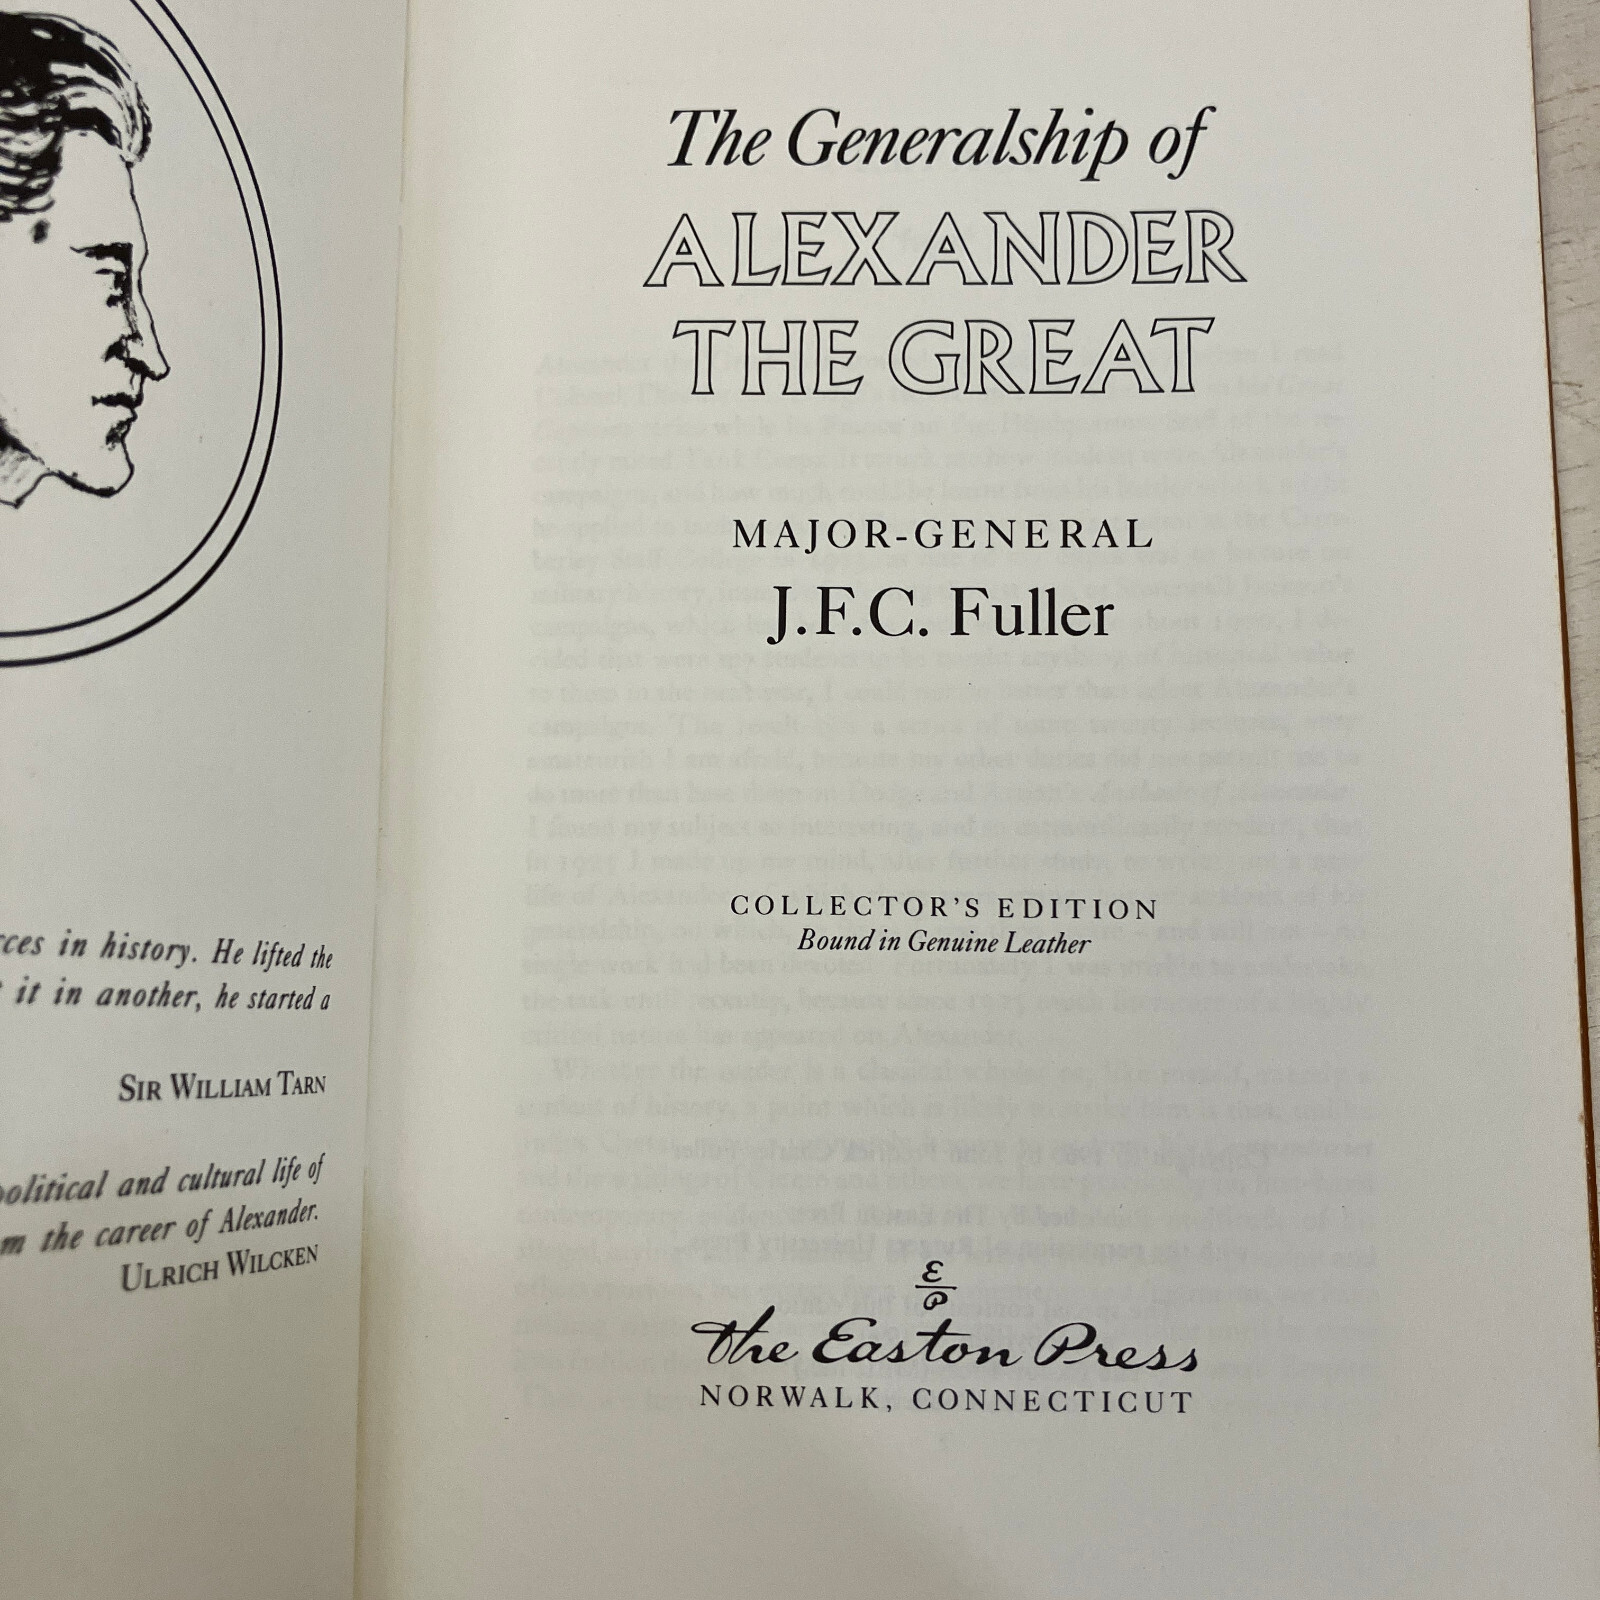 rces in history. He lifted the
it in another, he started a
SIR WILLIAM TARN
political and cultural life of
m the career of Alexander.
ULRICH WILCKEN
The Generalship of
ALEXANDER
THE GREAT
MAJOR-GENERAL
J.F.C. Fuller
COLLECTOR'S EDITION
Bound in Genuine Leather
E
P
The Easton Press
NORWALK, CONNECTICUT